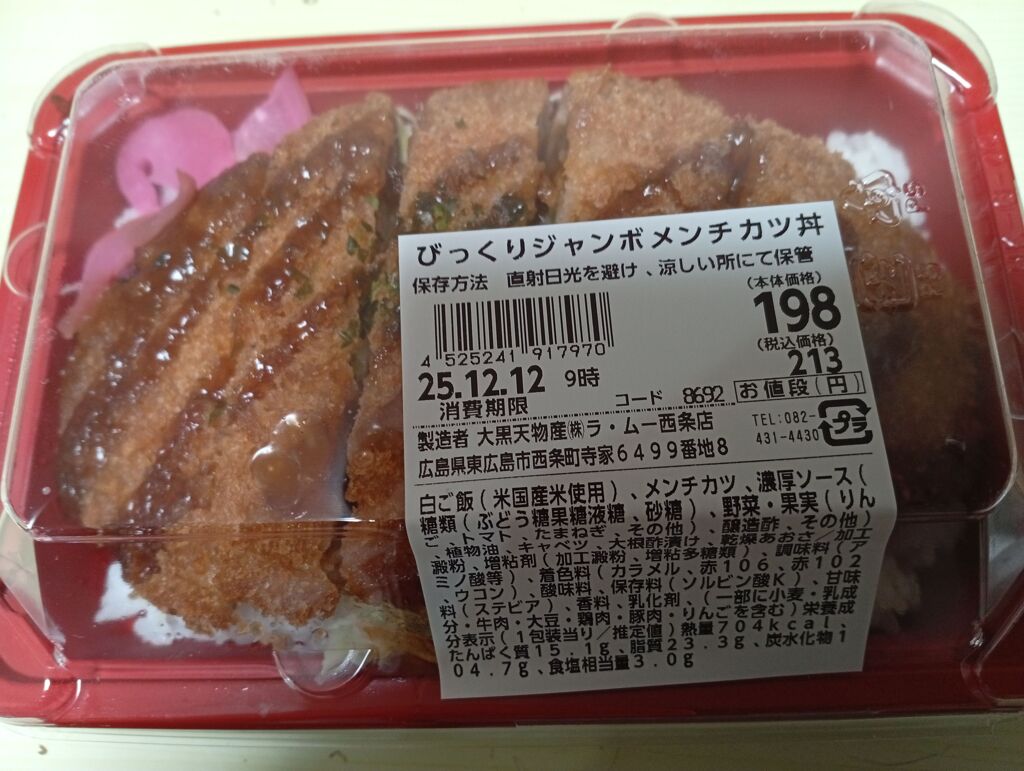 びっくりジャンボメンチカツ丼
保存方法 直射日光を避け、涼しい所にて保管
(本体価格)
198
(税込価格)
213
4 525241 917970
25.12.12 9時
消費期限
コード 8692 お値段(円)
製造者 大黒天物産㈱ラ・ムー西条店
広島県東広島市西条町寺家6499番地8
TEL:082-
431-4430
プラ
白ご飯(米国産米使用)、メンチカツ、濃厚ソース(
糖類(ぶどう糖果糖液糖、砂糖)、野菜・果実(りん
ご、トマト、たまねぎ、その他)、醸造酢、その他)
、植物油、キャベツ、大根酢漬け、乾燥あおさ/加工
澱粉、増粘剤(加工澱粉、増粘多糖類)、調味料(ア
ミノ酸等)、着色料(カラメル、赤106、赤102
、ウコン)、酸味料、保存料(ソルビン酸K)、甘味
料(ステビア)、香料、乳化剤、(一部に小麦・乳成
分・牛肉・大豆・鶏肉・豚肉・りんごを含む)栄養成
分表示(1包装当り/推定値)熱量704kcal、
たんぱく質15.1g、脂質23.3g、炭水化物1
04.7g、食塩相当量3.0g